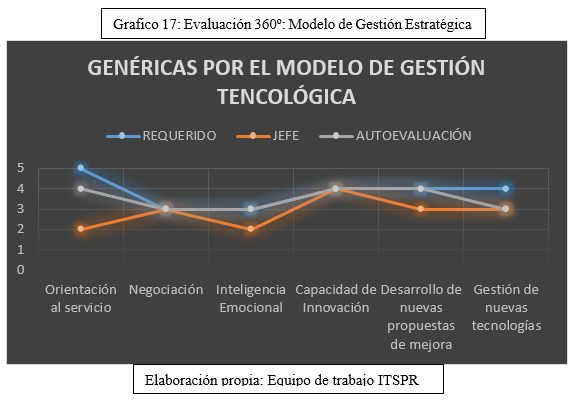 Grafico 17: Evaluación 360º: Modelo de Gestión Estratégica
GENÉRICAS POR EL MODELO DE GESTIÓN
TENCOLÓGICA
REQUERIDO JEFE AUTOEVALUACIÓN
5
4
3
2
1
0
Orientación al servicio
Negociación
Inteligencia Emocional
Capacidad de Innovación
Desarrollo de nuevas propuestas de mejora
Gestión de nuevas tecnologías
Elaboración propia: Equipo de trabajo ITSPR